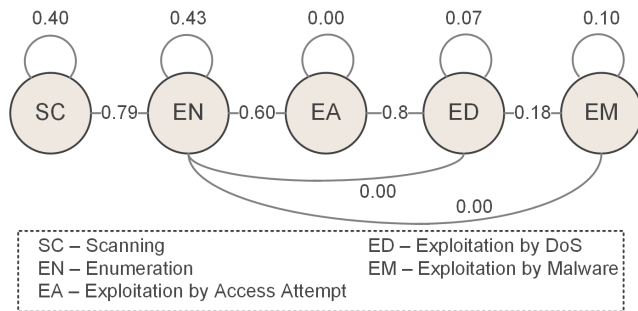 0.40
0.43
0.00
0.07
0.10
SC
0.79
EN
0.60
EA
0.8
ED
0.18
EM
0.00
0.00
SC – Scanning
EN – Enumeration
EA – Exploitation by Access Attempt
ED – Exploitation by DoS
EM – Exploitation by Malware